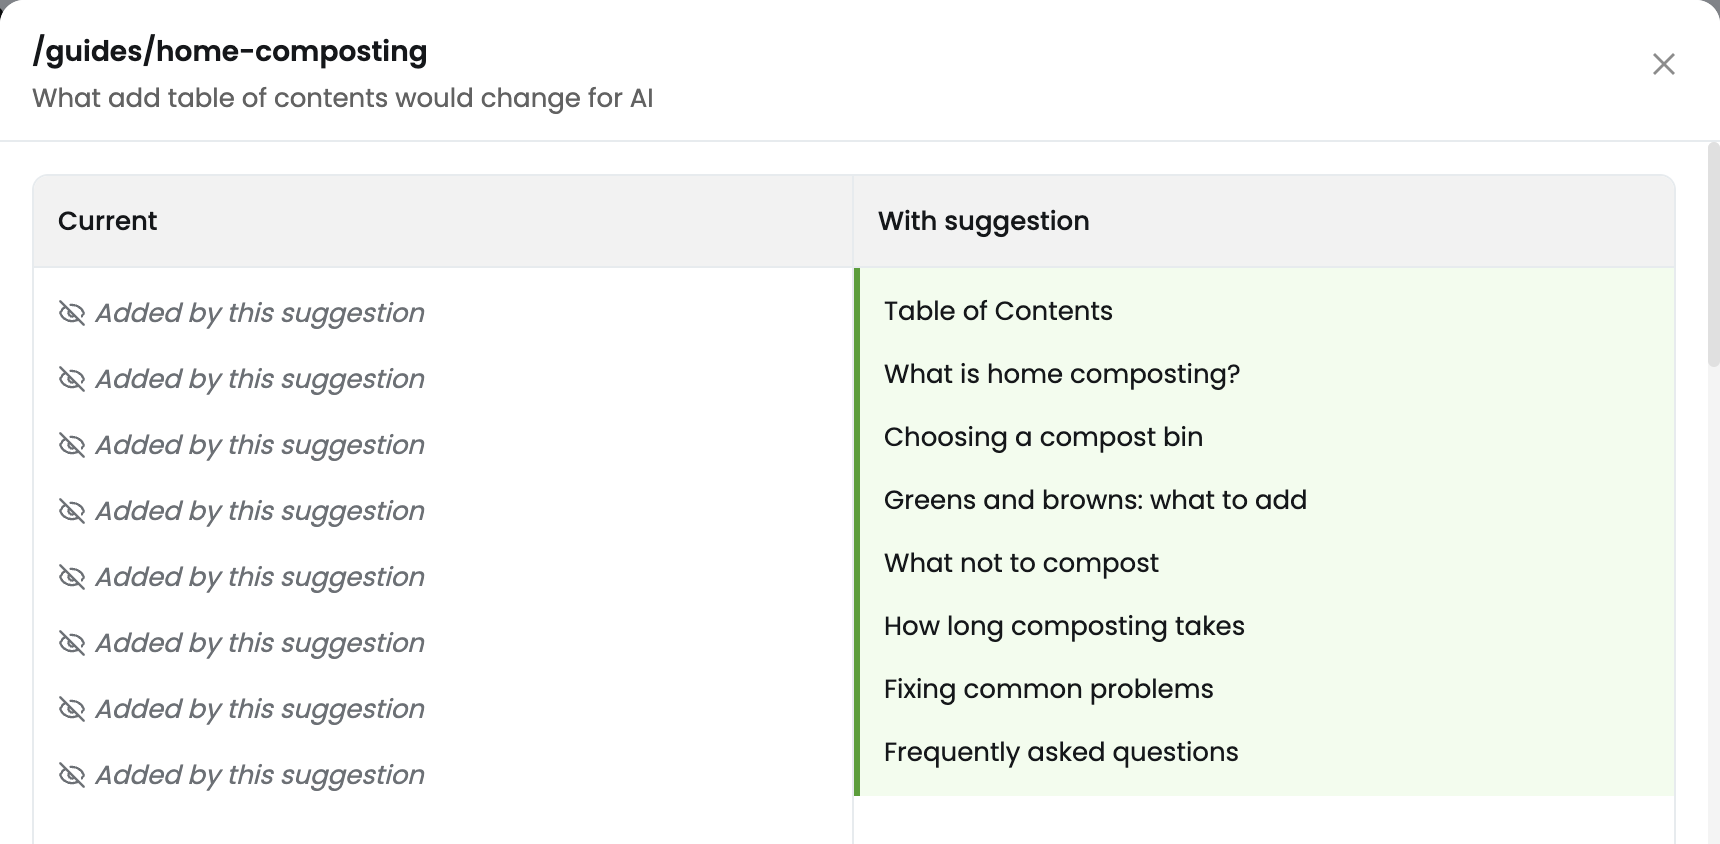 /guides/home-composting
What add table of contents would change for AI
Current
With suggestion
Added by this suggestion
Table of Contents
Added by this suggestion
What is home composting?
Added by this suggestion
Choosing a compost bin
Added by this suggestion
Greens and browns: what to add
Added by this suggestion
What not to compost
Added by this suggestion
How long composting takes
Added by this suggestion
Fixing common problems
Added by this suggestion
Frequently asked questions